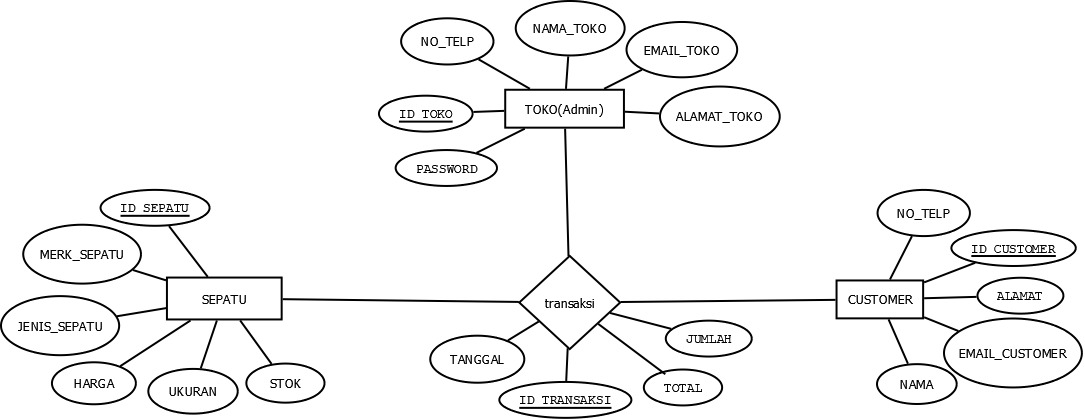 NAMA_TOKO
NO_TELP
EMAIL_TOKO
TOKO(Admin)
ID_TOKO
ALAMAT_TOKO
PASSWORD
ID_SEPATU
MERK_SEPATU
SEPATU
JENIS_SEPATU
HARGA
UKURAN
STOK
transaksi
TANGGAL
JUMLAH
ID_TRANSAKSI
TOTAL
NO_TELP
ID_CUSTOMER
CUSTOMER
ALAMAT
EMAIL_CUSTOMER
NAMA